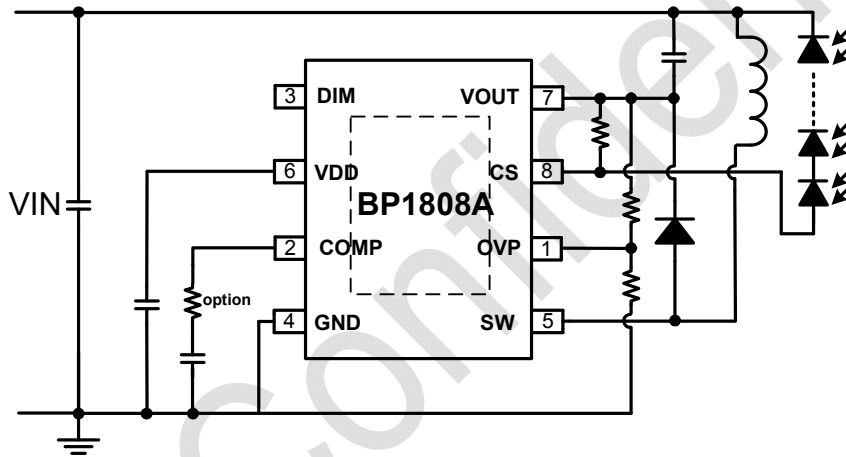 3 DIM VOUT 7
6 VDD CS 8
VIN
BP1808A
2 COMP OVP 1
option
4 GND SW 5
Confiden